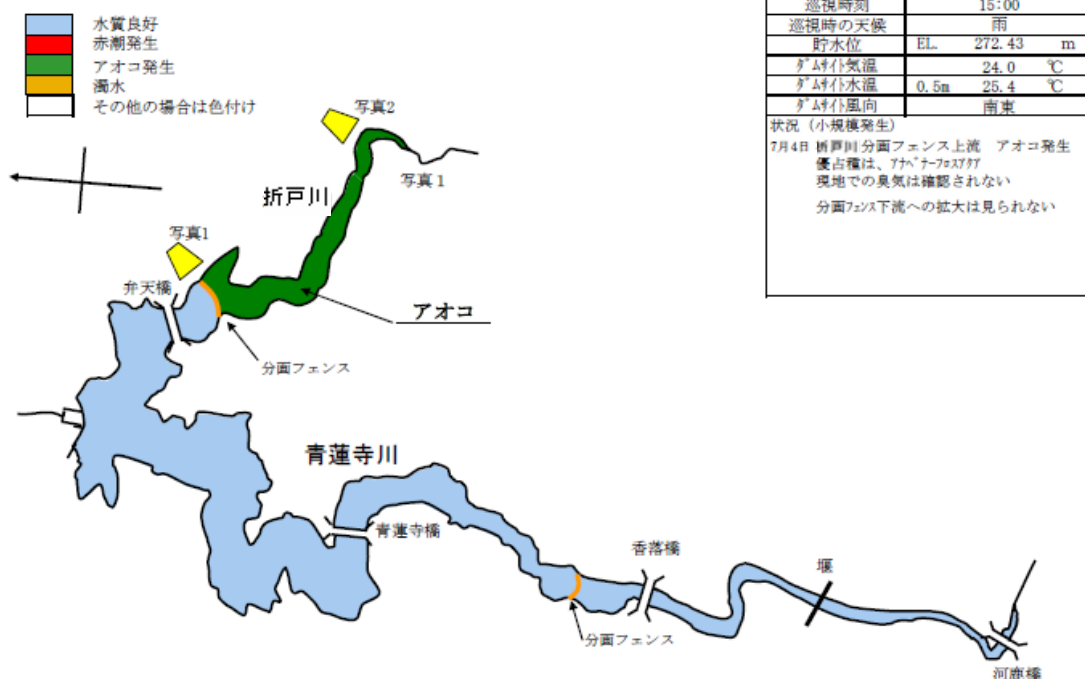 水質良好
赤潮発生
アオコ発生
濁水
その他の場合は色付け
巡視時刻 15:00
巡視時の天候 雨
貯水位 EL. 272.43 m
ﾀﾞﾑｻｲﾄ気温 24.0 ℃
ﾀﾞﾑｻｲﾄ水温 0.5m 25.4 ℃
ﾀﾞﾑｻｲﾄ風向 南東
状況（小規模発生）
7月4日 折戸川 分画フェンス上流 アオコ発生
優占種は、ｱﾅﾍﾞﾅｰﾌﾛｽｱｸｱ
現地での臭気は確認されない
分画ﾌｪﾝｽ下流への拡大は見られない
写真2
写真１
折戸川
写真1
弁天橋
アオコ
分画フェンス
青蓮寺川
青蓮寺橋
香落橋
堰
分画フェンス
河鹿橋